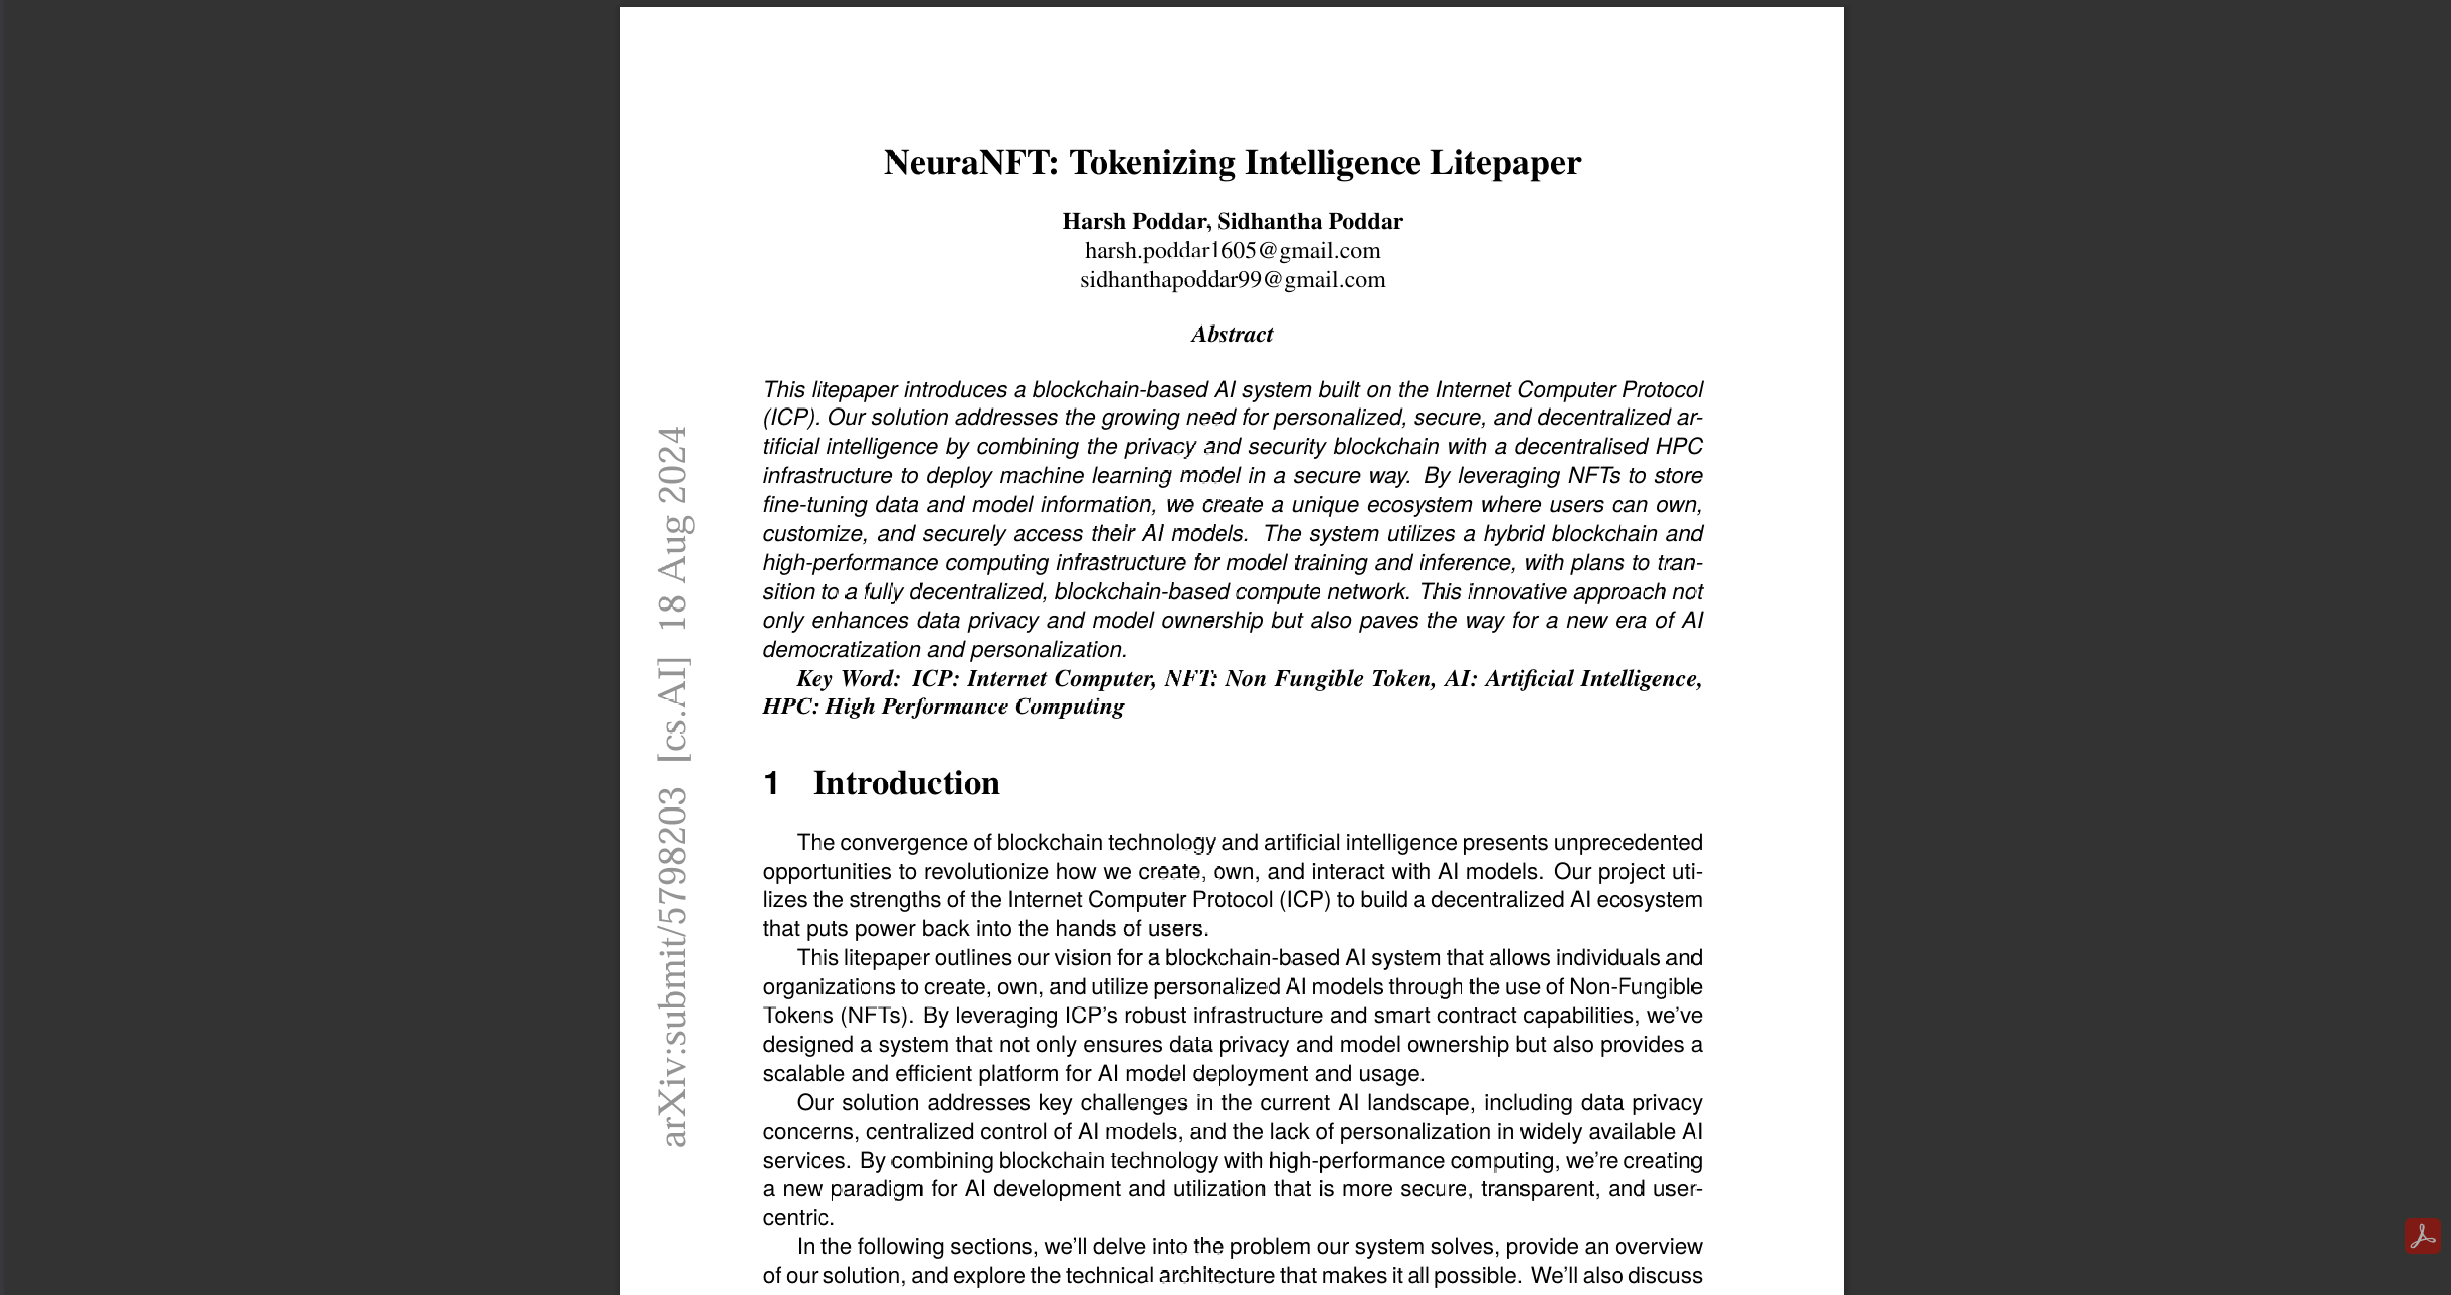 NeuraNFT: Tokenizing Intelligence Litepaper
Harsh Poddar, Sidhantha Poddar
harsh.poddar1605@gmail.com
sidhanthapoddar99@gmail.com
Abstract
This litepaper introduces a blockchain-based AI system built on the Internet Computer Protocol
(ICP). Our solution addresses the growing need for personalized, secure, and decentralized ar-
tificial intelligence by combining the privacy and security blockchain with a decentralised HPC
infrastructure to deploy machine learning model in a secure way. By leveraging NFTs to store
fine-tuning data and model information, we create a unique ecosystem where users can own,
customize, and securely access their AI models. The system utilizes a hybrid blockchain and
high-performance computing infrastructure for model training and inference, with plans to tran-
sition to a fully decentralized, blockchain-based compute network. This innovative approach not
only enhances data privacy and model ownership but also paves the way for a new era of AI
democratization and personalization.
Key Word: ICP: Internet Computer, NFT: Non Fungible Token, AI: Artificial Intelligence,
HPC: High Performance Computing
1 Introduction
The convergence of blockchain technology and artificial intelligence presents unprecedented
opportunities to revolutionize how we create, own, and interact with AI models. Our project uti-
lizes the strengths of the Internet Computer Protocol (ICP) to build a decentralized AI ecosystem
that puts power back into the hands of users.
This litepaper outlines our vision for a blockchain-based AI system that allows individuals and
organizations to create, own, and utilize personalized AI models through the use of Non-Fungible
Tokens (NFTs). By leveraging ICP's robust infrastructure and smart contract capabilities, we've
designed a system that not only ensures data privacy and model ownership but also provides a
scalable and efficient platform for AI model deployment and usage.
Our solution addresses key challenges in the current AI landscape, including data privacy
concerns, centralized control of AI models, and the lack of personalization in widely available AI
services. By combining blockchain technology with high-performance computing, we're creating
a new paradigm for AI development and utilization that is more secure, transparent, and user-
centric.
In the following sections, we'll delve into the problem our system solves, provide an overview
of our solution, and explore the technical architecture that makes it all possible. We'll also discuss
arXiv:submit/5798203 [cs.AI] 18 Aug 2024